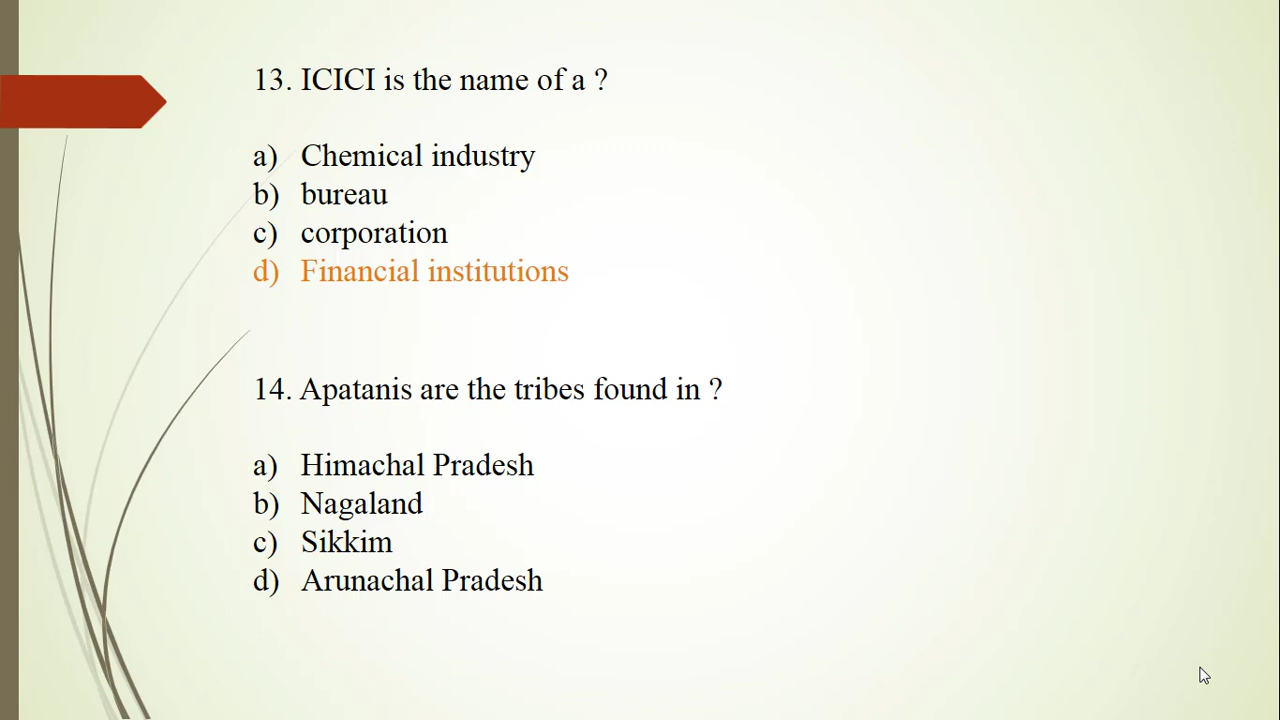 13. ICICI is the name of a ?
a) Chemical industry
b) bureau
c) corporation
d) Financial institutions
14. Apatanis are the tribes found in ?
a) Himachal Pradesh
b) Nagaland
c) Sikkim
d) Arunachal Pradesh